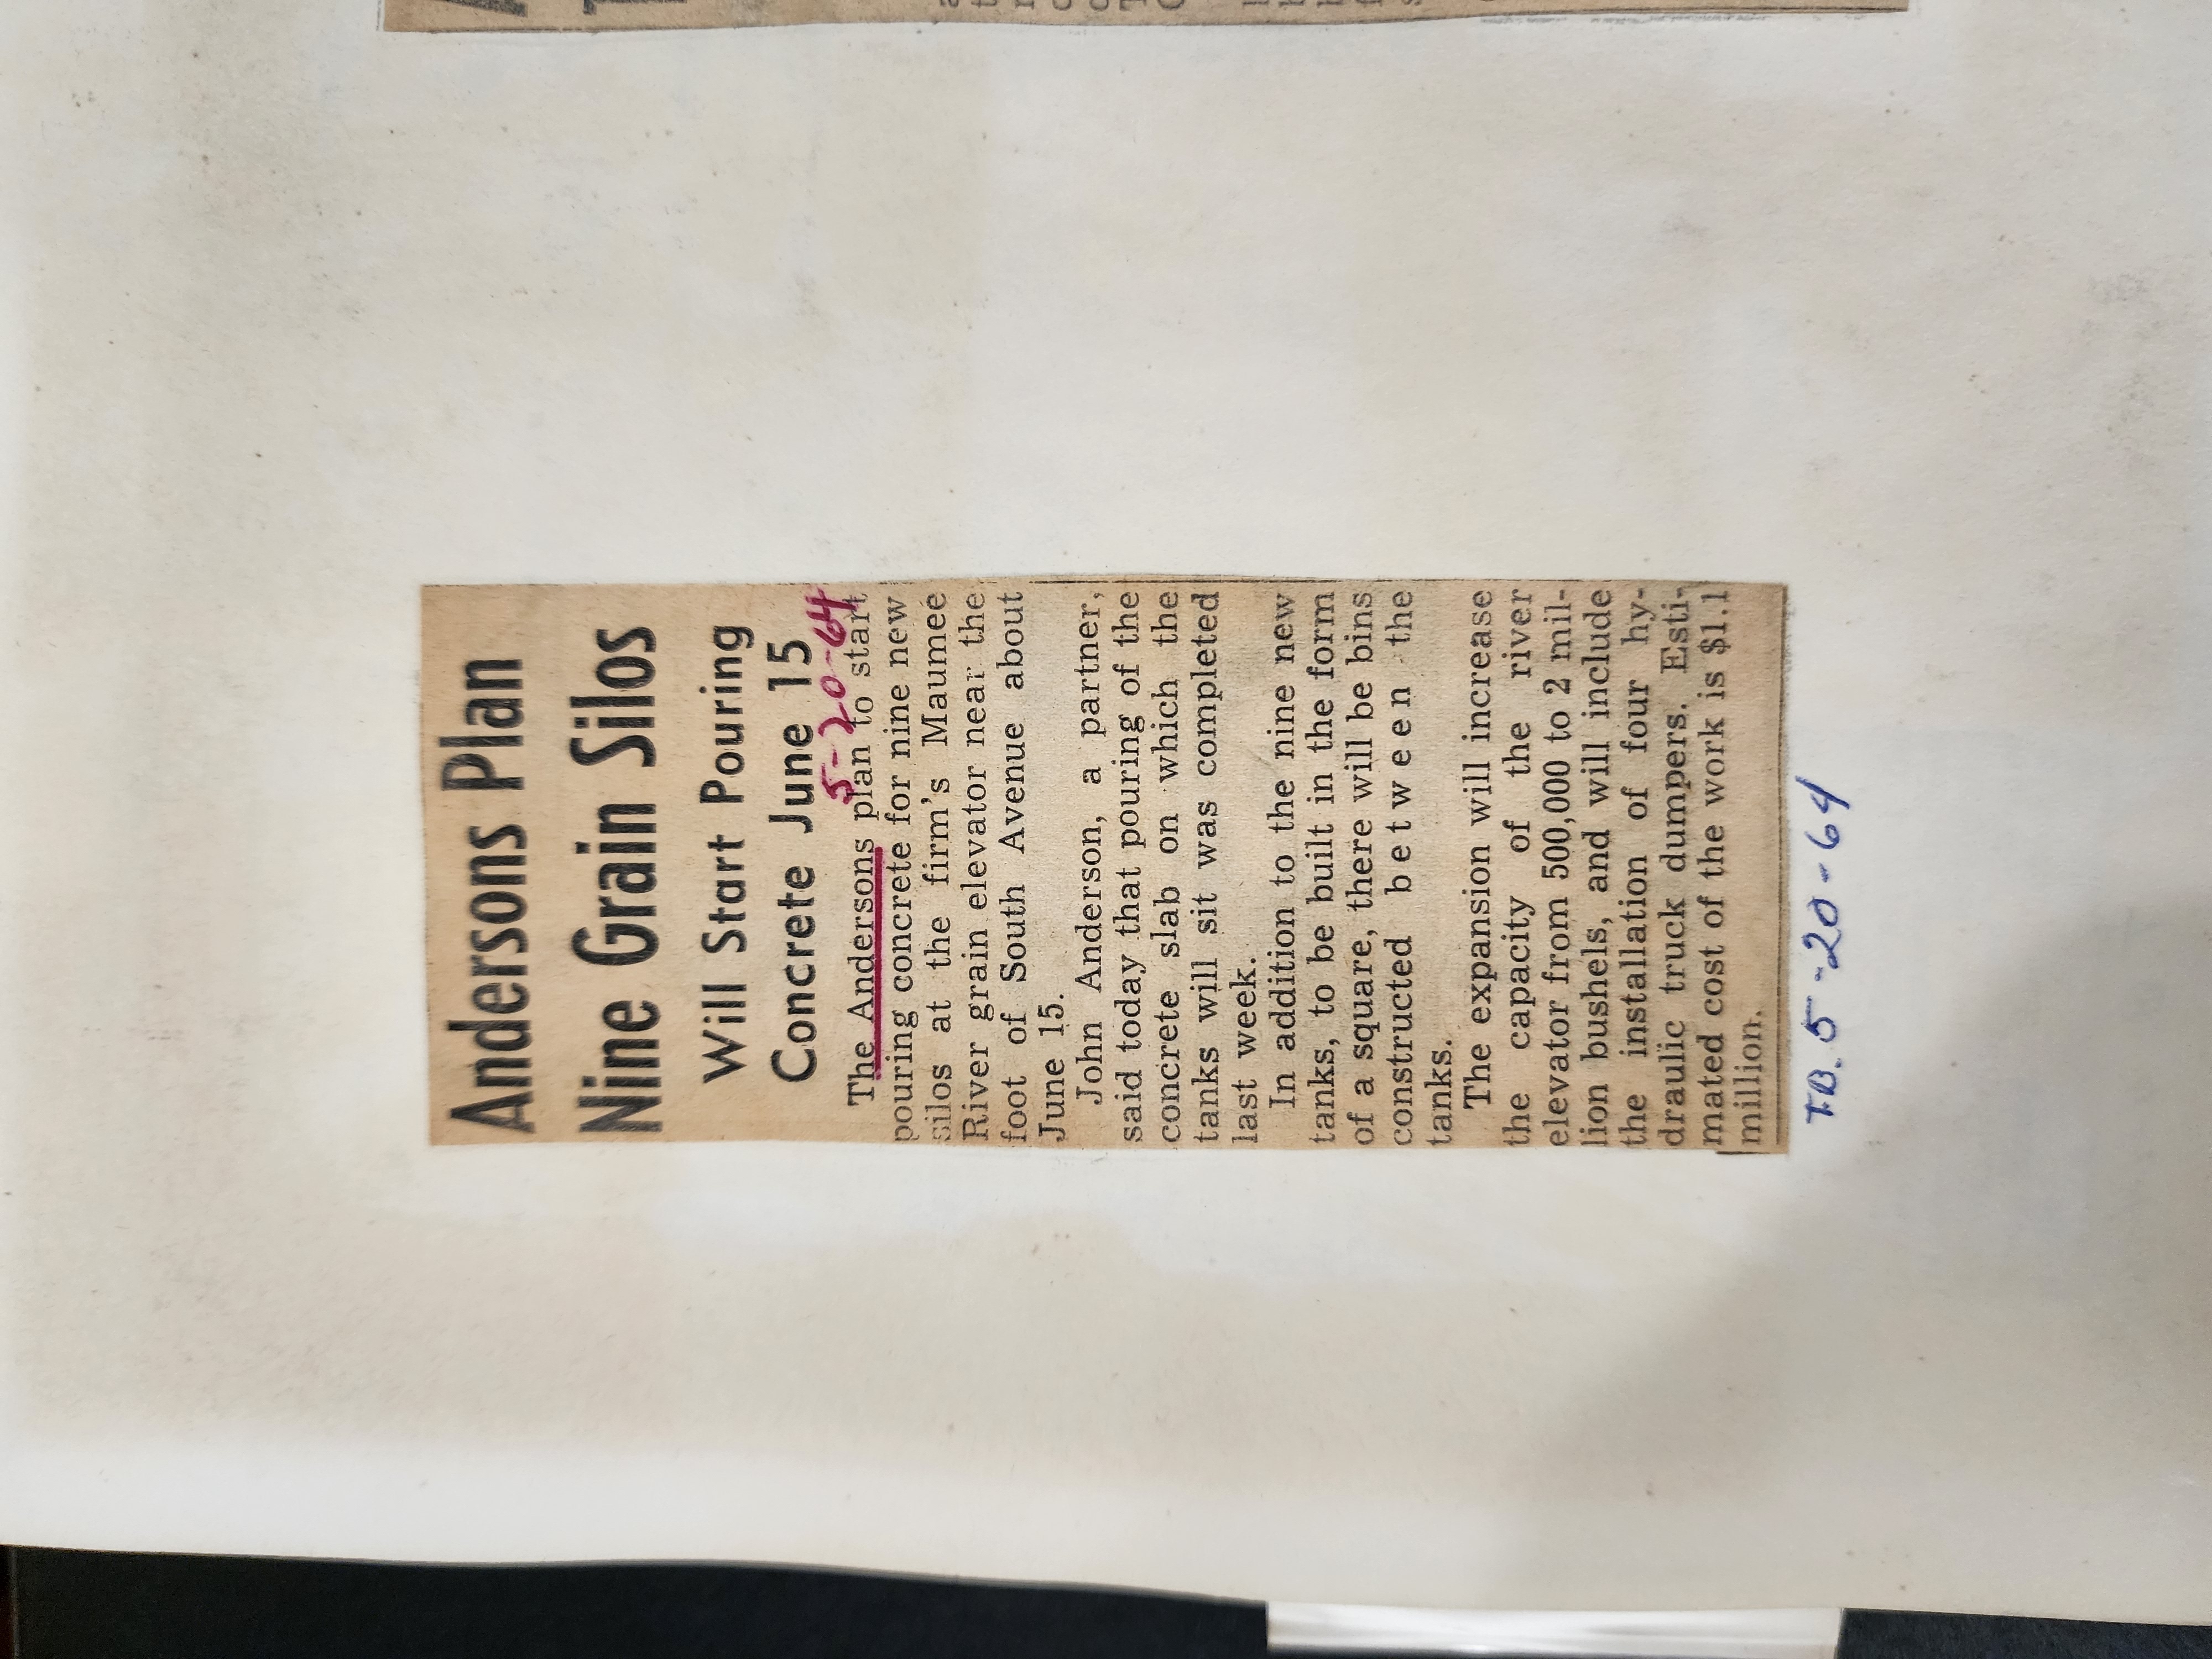 Andersons Plan
Nine Grain Silos
Will Start Pouring
Concrete June 15
5-20-64
The Andersons plan to start
pouring concrete for nine new
silos at the firm's Maumee
River grain elevator near the
foot of South Avenue about
June 15.
John Anderson, a partner,
said today that pouring of the
concrete slab on which the
tanks will sit was completed
last week.
In addition to the nine new
tanks, to be built in the form
of a square, there will be bins
constructed between the
tanks.
The expansion will increase
the capacity of the river
elevator from 500,000 to 2 mil-
lion bushels, and will include
the installation of four hy-
draulic truck dumpers. Esti-
mated cost of the work is $1.1
million.
T.B. 5-20-64